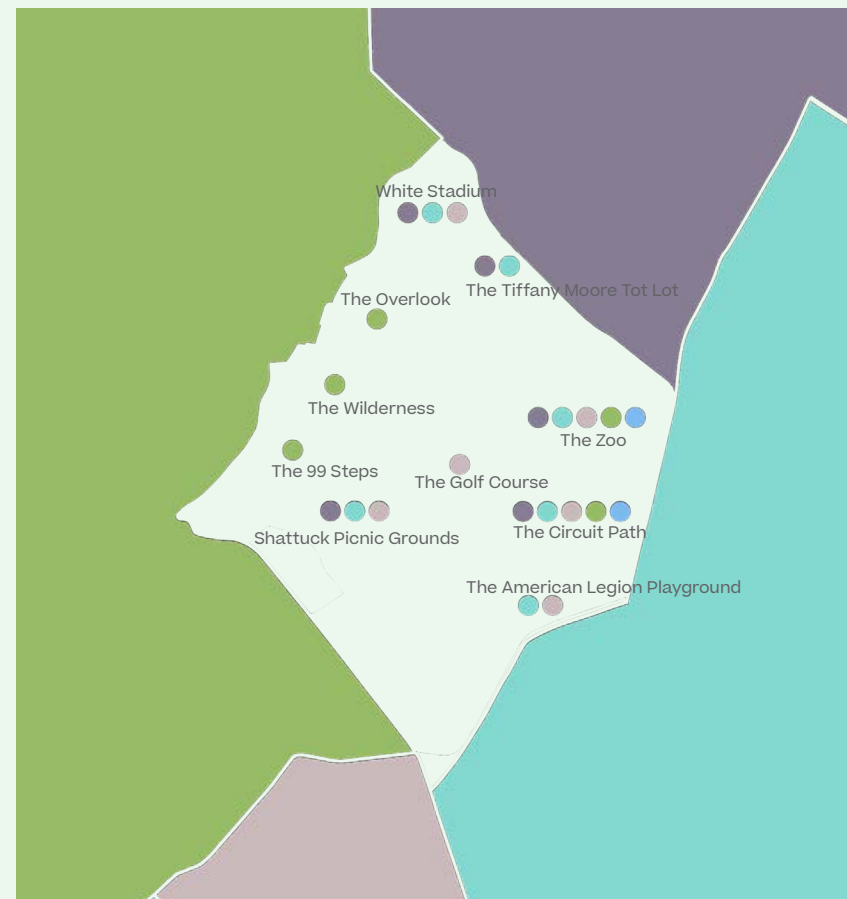 White Stadium
The Tiffany Moore Tot Lot
The Overlook
The Wilderness
The Zoo
The 99 Steps
The Golf Course
Shattuck Picnic Grounds
The Circuit Path
The American Legion Playground